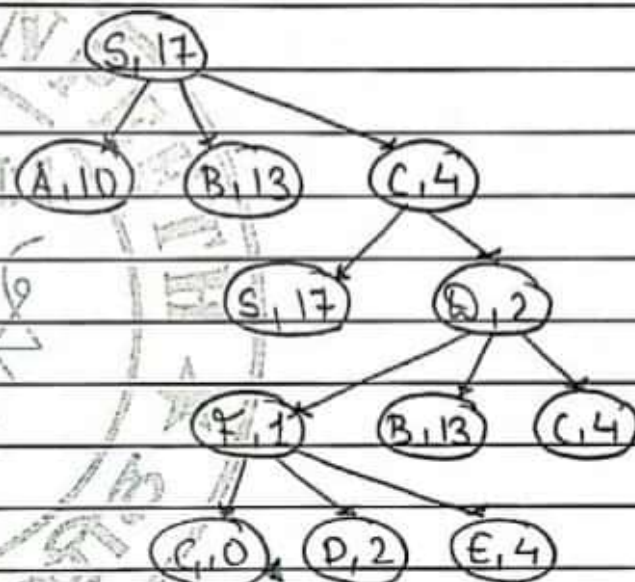 S, 17
A, 10 B, 13 C, 4
S, 17 D, 2
F, 1 B, 13 C, 4
C, 0 D, 2 E, 4